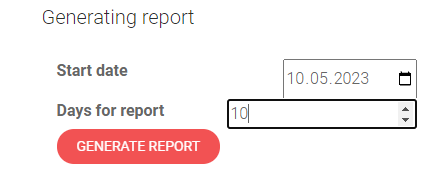 Generating report
Start date 10.05.2023
Days for report 10
GENERATE REPORT